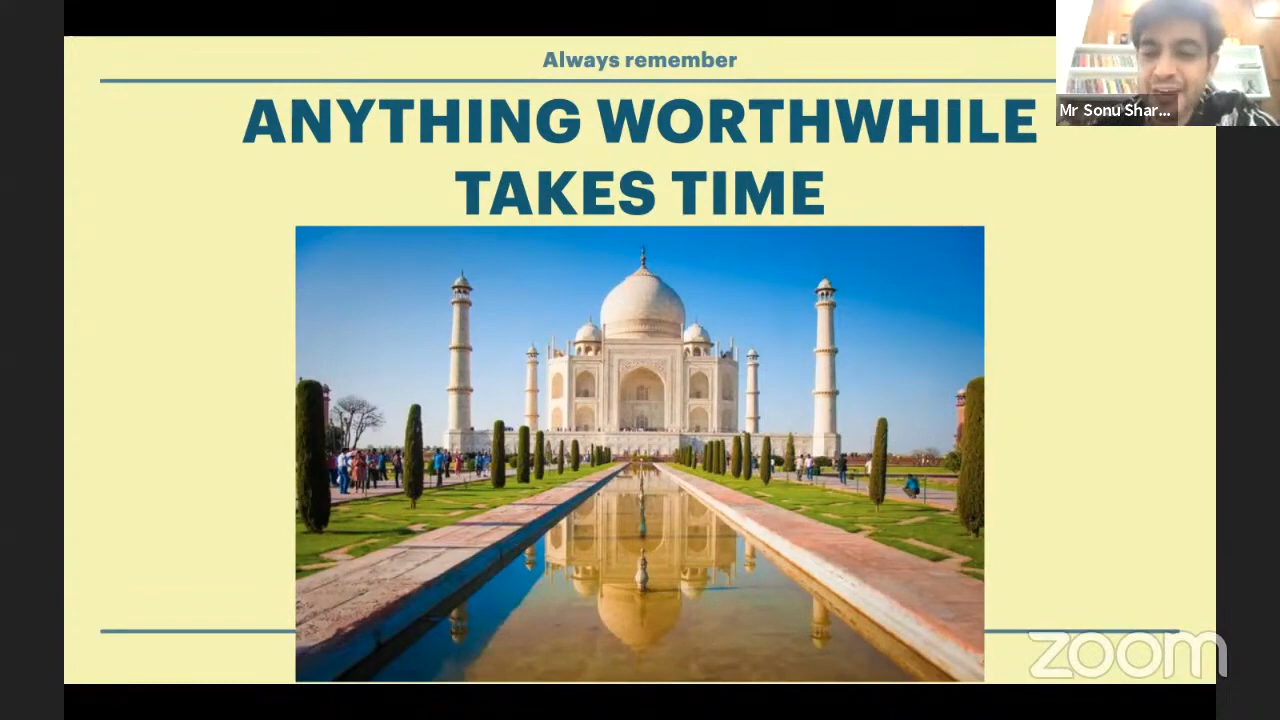 Always remember
ANYTHING WORTHWHILE
TAKES TIME
Mr Sonu Shar...
zoom